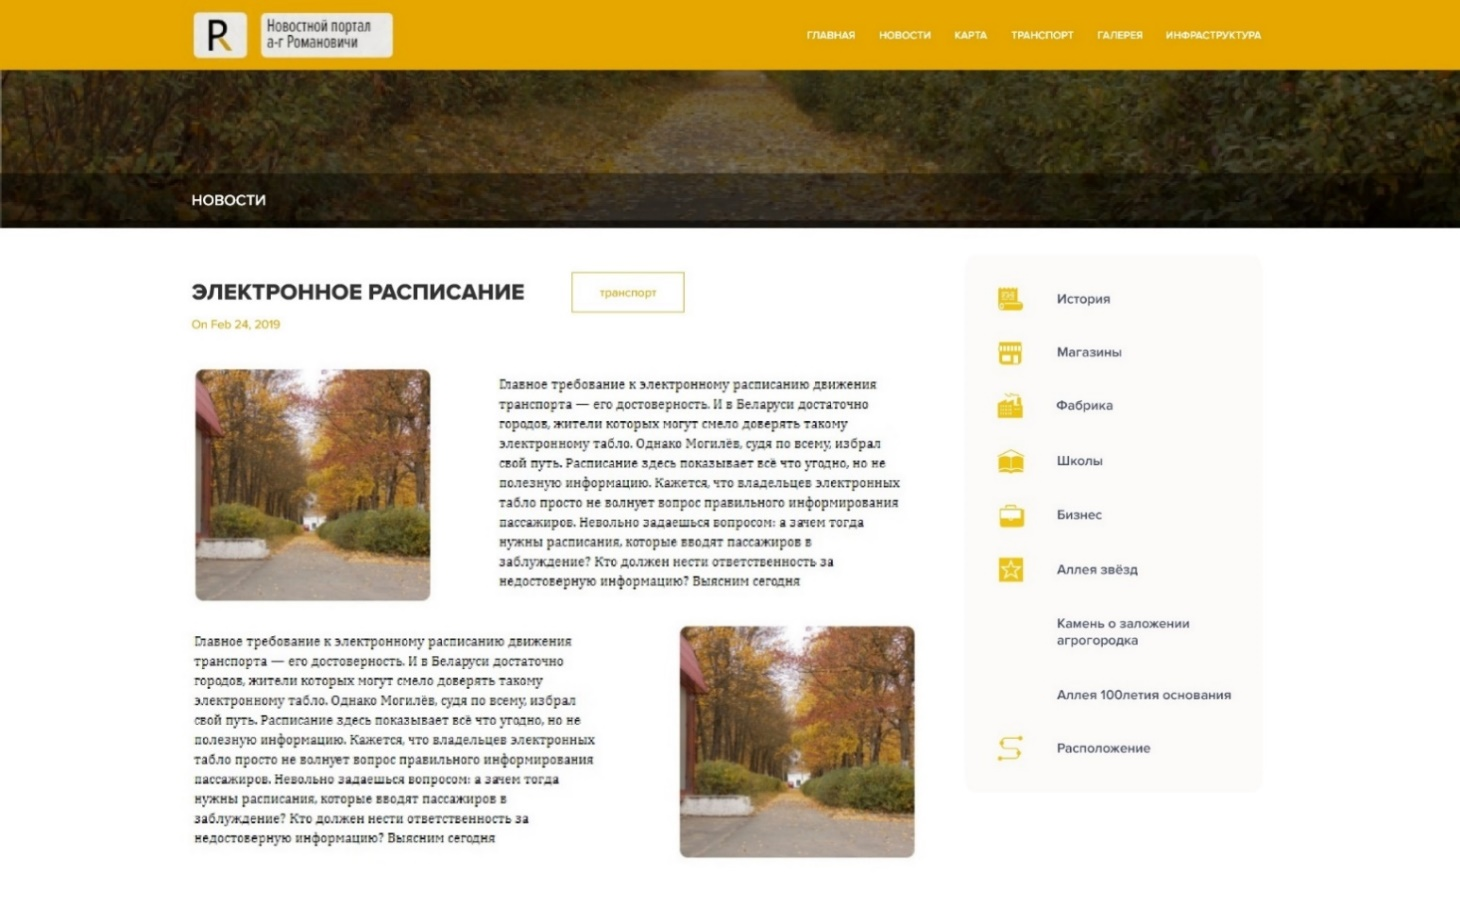 R
Новостной портал
а-г Романовичи
ГЛАВНАЯ НОВОСТИ КАРТА ТРАНСПОРТ ГАЛЕРЕЯ ИНФРАСТРУКТУРА
НОВОСТИ
ЭЛЕКТРОННОЕ РАСПИСАНИЕ
транспорт
On Feb 24, 2019
Главное требование к электронному расписанию движения
транспорта — его достоверность. И в Беларуси достаточно
городов, жители которых могут смело доверять такому
электронному табло. Однако Могилёв, судя по всему, избрал
свой путь. Расписание здесь показывает всё что угодно, но не
полезную информацию. Кажется, что владельцев электронных
табло просто не волнует вопрос правильного информирования
пассажиров. Невольно задаешься вопросом: а зачем тогда
нужны расписания, которые вводят пассажиров в
заблуждение? Кто должен нести ответственность за
недостоверную информацию? Выясним сегодня
Главное требование к электронному расписанию движения
транспорта — его достоверность. И в Беларуси достаточно
городов, жители которых могут смело доверять такому
электронному табло. Однако Могилёв, судя по всему, избрал
свой путь. Расписание здесь показывает всё что угодно, но не
полезную информацию. Кажется, что владельцев электронных
табло просто не волнует вопрос правильного информирования
пассажиров. Невольно задаешься вопросом: а зачем тогда
нужны расписания, которые вводят пассажиров в
заблуждение? Кто должен нести ответственность за
недостоверную информацию? Выясним сегодня
История
Магазины
Фабрика
Школы
Бизнес
Аллея звёзд
Камень о заложении
агрогородка
Аллея 100летия основания
Расположение